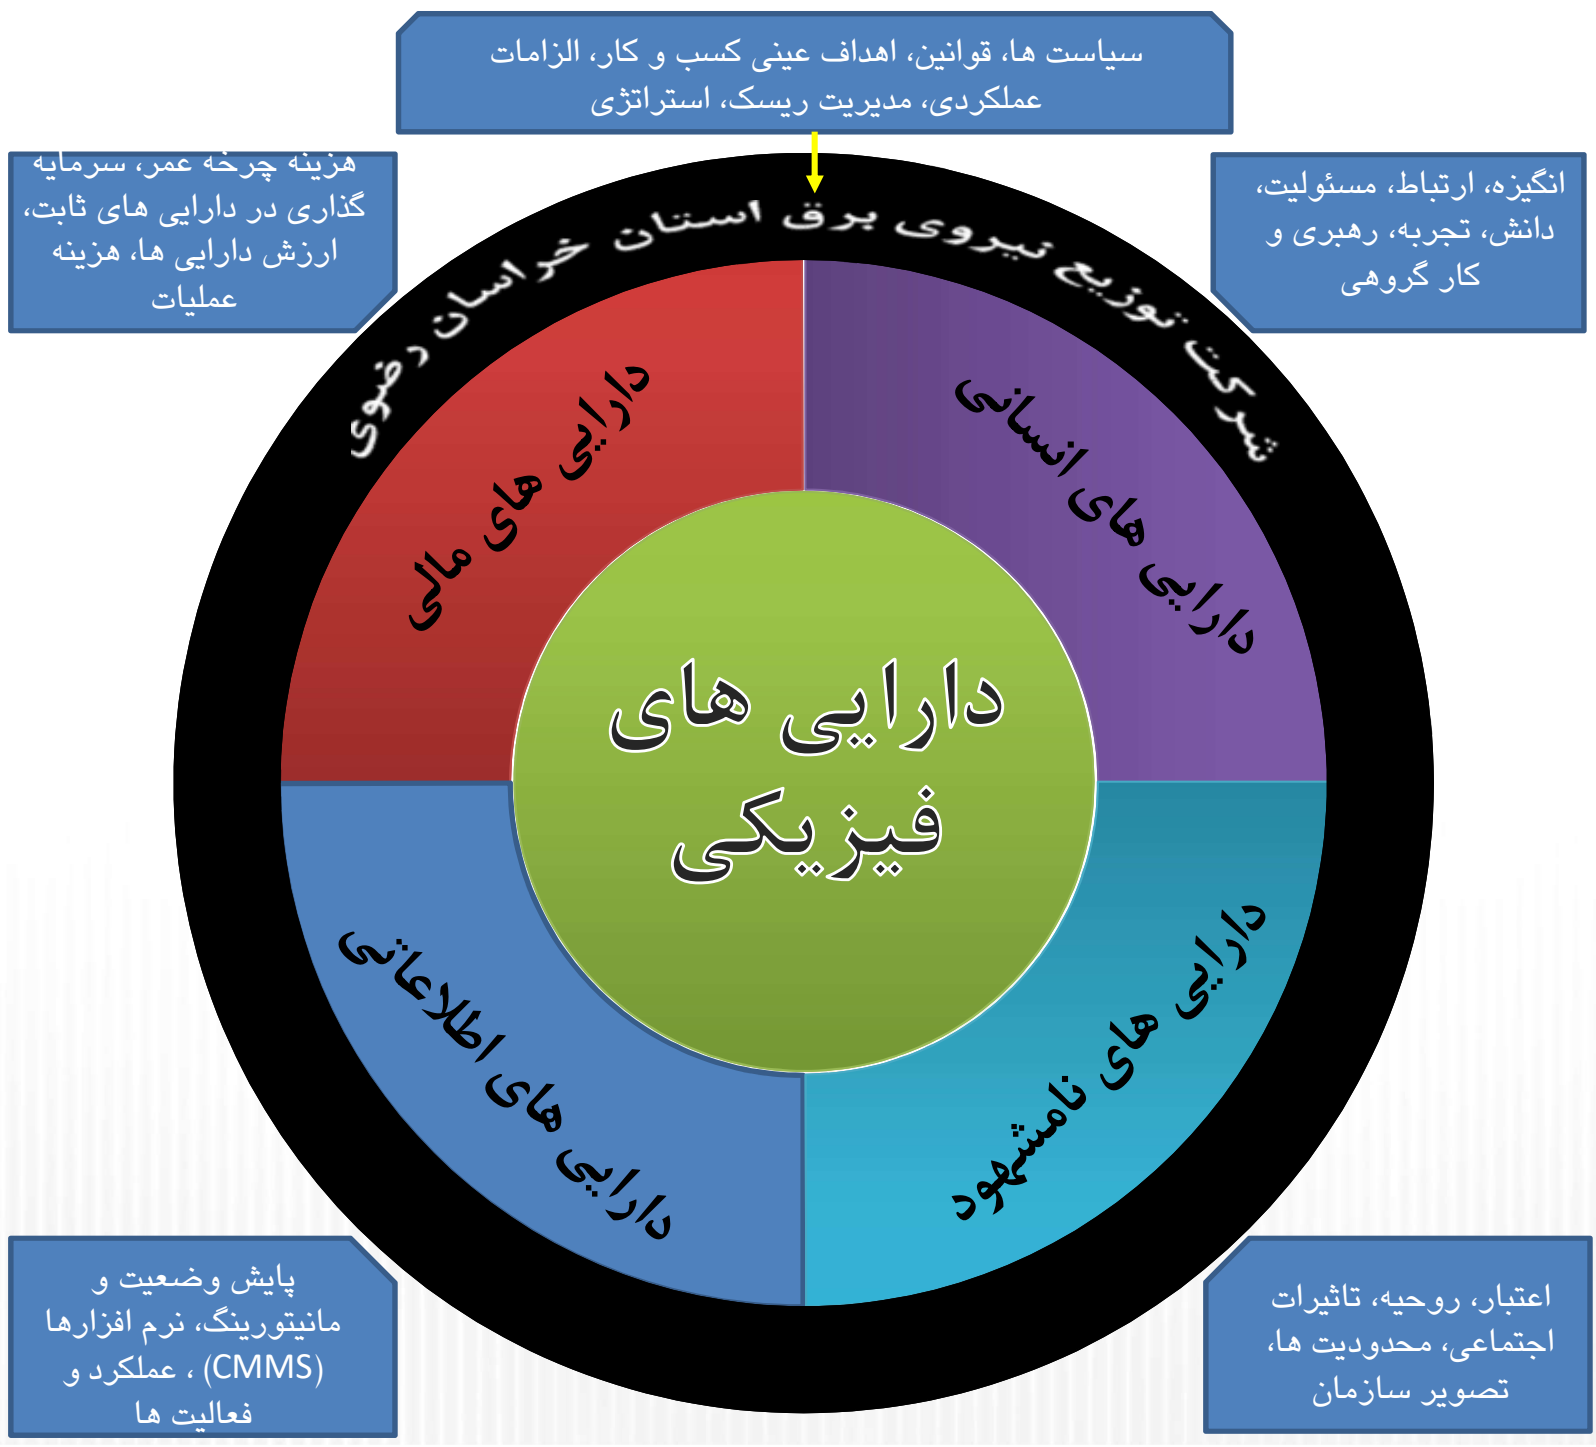 سیاست ها، قوانین، اهداف عینی کسب و کار، الزامات
عملکردی، مدیریت ریسک، استراتژی
انگیزه، ارتباط، مسئولیت،
دانش، تجربه، رهبری و
کار گروهی
هزینه چرخه عمر، سرمایه
گذاری در دارایی های ثابت،
ارزش دارایی ها، هزینه
عملیات
شرکت توزیع نیروی برق استان خراسان رضوی
دارایی های انسانی
دارایی های مالی
دارایی های
فیزیکی
دارایی های نامشهود
دارایی های اطلاعاتی
اعتبار، روحیه، تاثیرات
اجتماعی، محدودیت ها،
تصویر سازمان
پایش وضعیت و
مانیتورینگ، نرم افزارها
(CMMS) ، عملکرد و
فعالیت ها